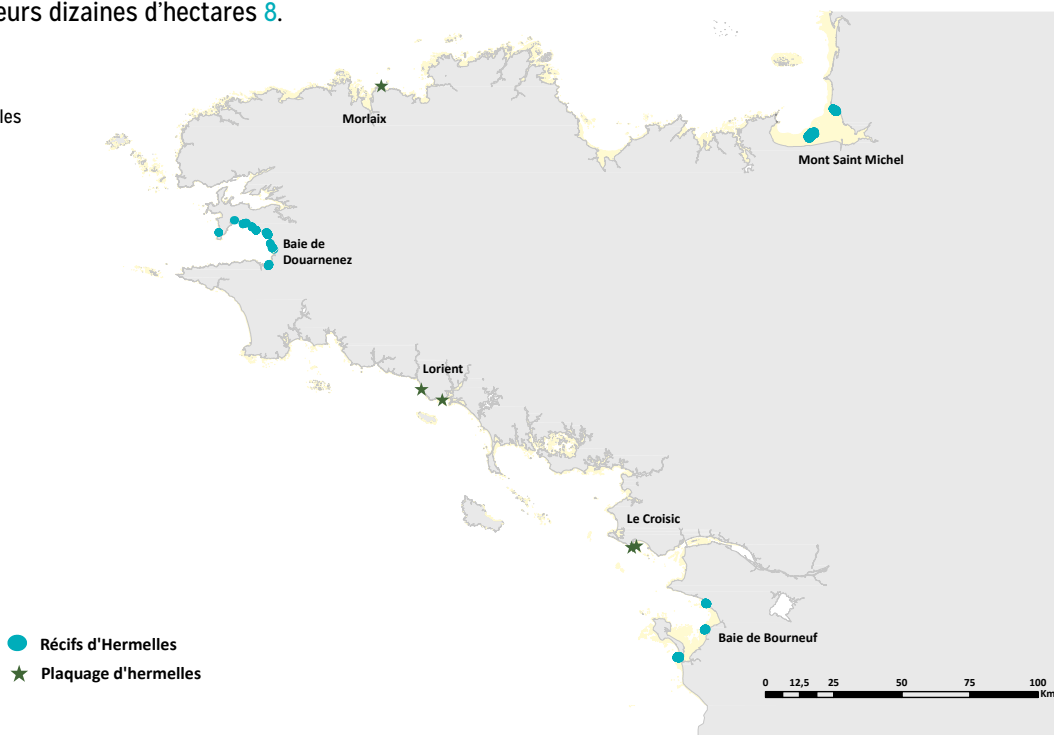 eurs dizaines d'hectares 8.
les
Morlaix
Mont Saint Michel
Baie de
Douarnenez
Lorient
Le Croisic
Baie de Bourneuf
Récifs d'Hermelles
Plaquage d'hermelles
0 12,5 25 50 75 100
Km